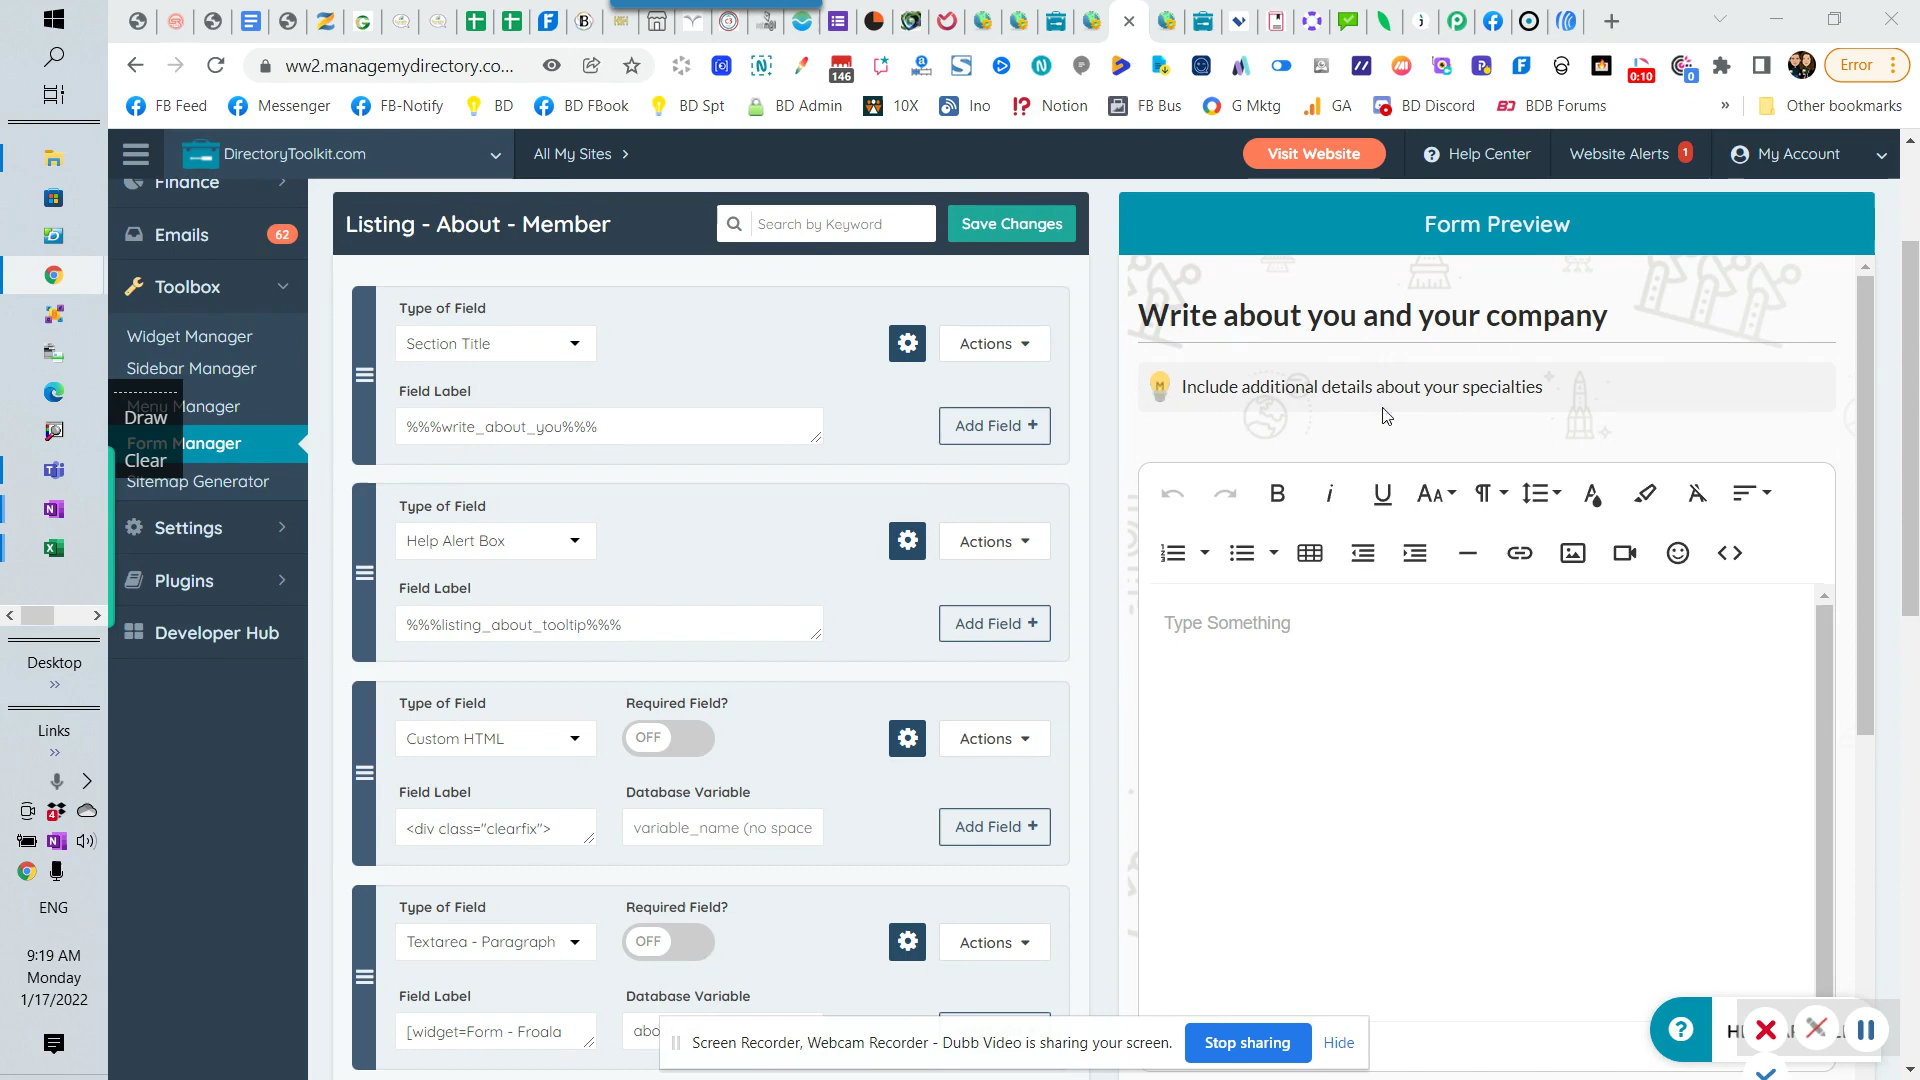 ww2.managemydirectory.co...
146
0:10
0
Error
FB Feed
Messenger
FB-Notify
BD
BD FBook
BD Spt
BD Admin
10X
Ino
Notion
FB Bus
G Mktg
GA
BD Discord
BDB Forums
»
Other bookmarks
DirectoryToolkit.com
All My Sites
Visit Website
Help Center
Website Alerts 1
My Account
Finance
Emails 62
Toolbox
Widget Manager
Sidebar Manager
Menu Manager
Draw
Form Manager
Clear
Sitemap Generator
Settings
Plugins
Developer Hub
Listing - About - Member
Search by Keyword
Save Changes
Type of Field
Section Title
Actions
Field Label
%%%write_about_you%%%
Add Field +
Type of Field
Help Alert Box
Actions
Field Label
%%%listing_about_tooltip%%%
Add Field +
Type of Field
Required Field?
Custom HTML
OFF
Actions
Field Label
Database Variable
<div class="clearfix">
variable_name (no space
Add Field +
Type of Field
Required Field?
Textarea - Paragraph
OFF
Actions
Field Label
Database Variable
[widget=Form - Froala
abo
Form Preview
Write about you and your company
Include additional details about your specialties
Type Something
Screen Recorder, Webcam Recorder - Dubb Video is sharing your screen.
Stop sharing
Hide
Desktop
»
Links
»
4
ENG
9:19 AM
Monday
1/17/2022